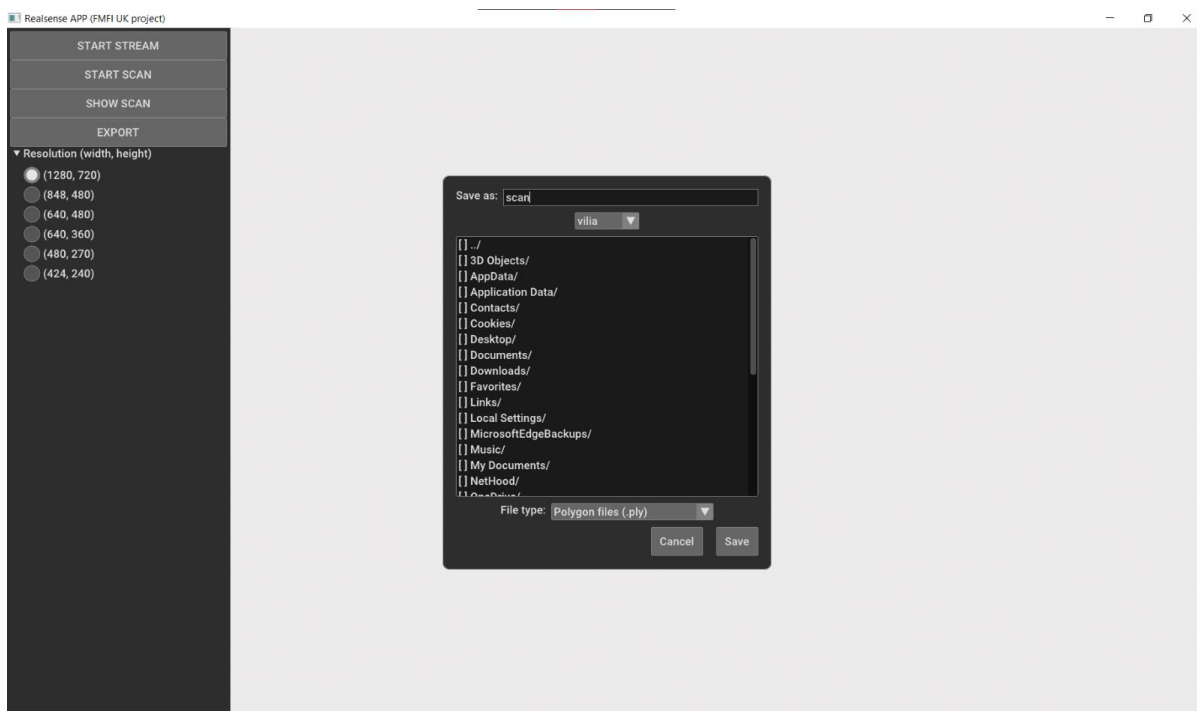 Realsense APP (FMFI UK project)
START STREAM
START SCAN
SHOW SCAN
EXPORT
Resolution (width, height)
(1280, 720)
(848, 480)
(640, 480)
(640, 360)
(480, 270)
(424, 240)
Save as: scan
vilia
[ ] ../
[ ] 3D Objects/
[ ] AppData/
[ ] Application Data/
[ ] Contacts/
[ ] Cookies/
[ ] Desktop/
[ ] Documents/
[ ] Downloads/
[ ] Favorites/
[ ] Links/
[ ] Local Settings/
[ ] MicrosoftEdgeBackups/
[ ] Music/
[ ] My Documents/
[ ] NetHood/
[ ] OneDrive/
File type: Polygon files (.ply)
Cancel Save